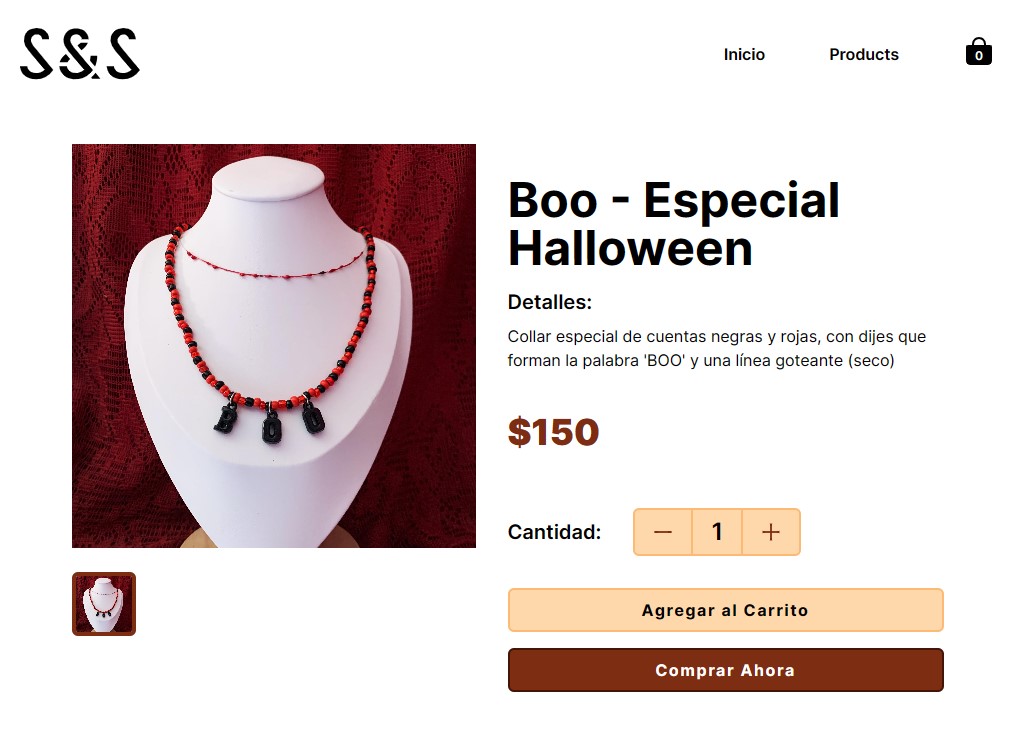 S&S
Inicio
Products
0
Boo - Especial
Halloween
Detalles:
Collar especial de cuentas negras y rojas, con dijes que
forman la palabra 'BOO' y una línea goteante (seco)
$150
Cantidad:
1
Agregar al Carrito
Comprar Ahora
BOO